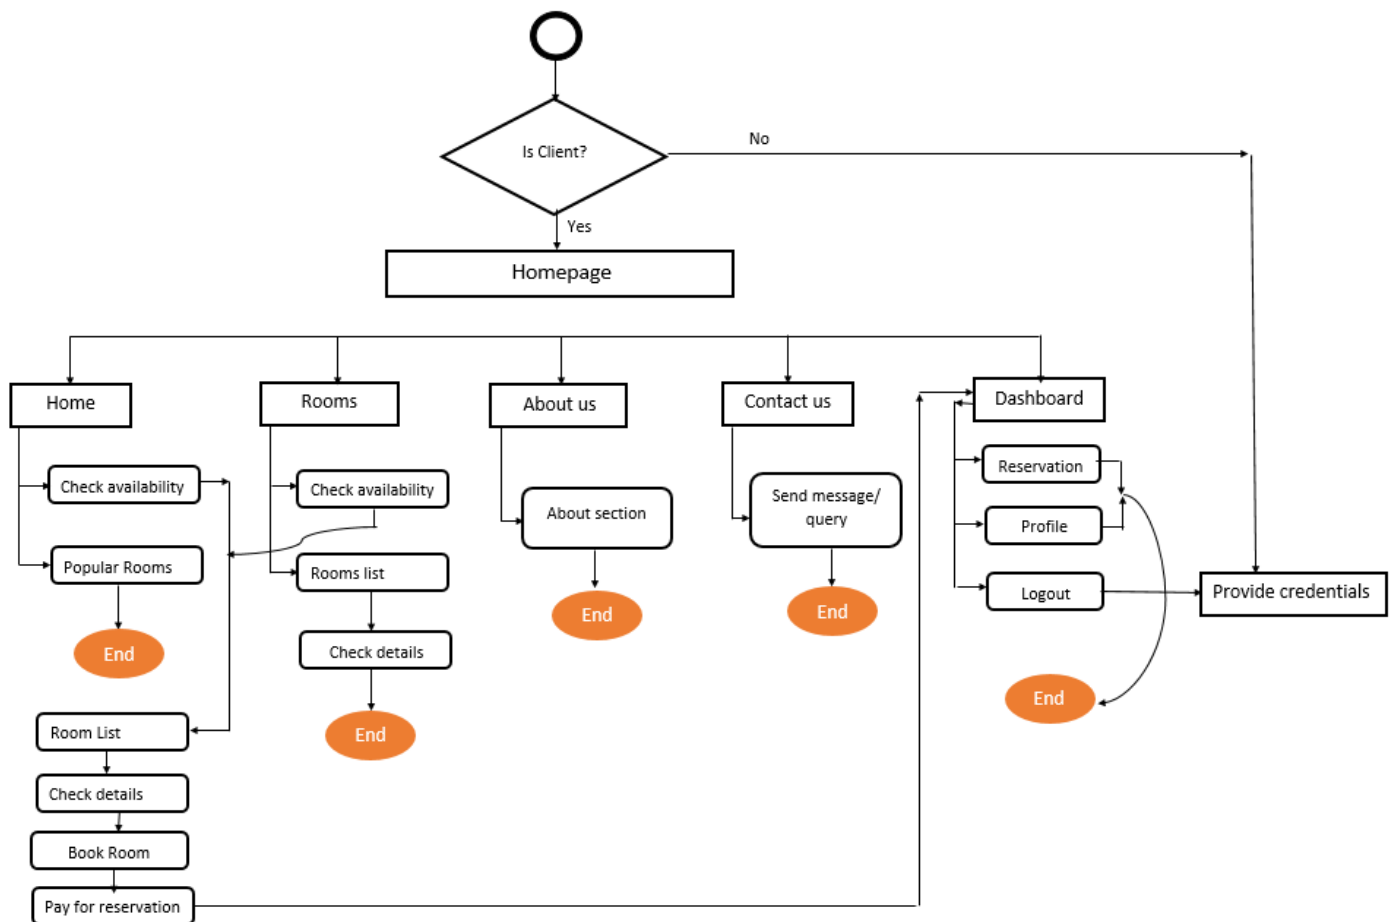 Is Client?
No
Yes
Homepage
Home
Rooms
About us
Contact us
Dashboard
Check availability
Popular Rooms
End
Room List
Check details
Book Room
Pay for reservation
Check availability
Rooms list
Check details
End
About section
End
Send message/
query
End
Reservation
Profile
Logout
End
Provide credentials